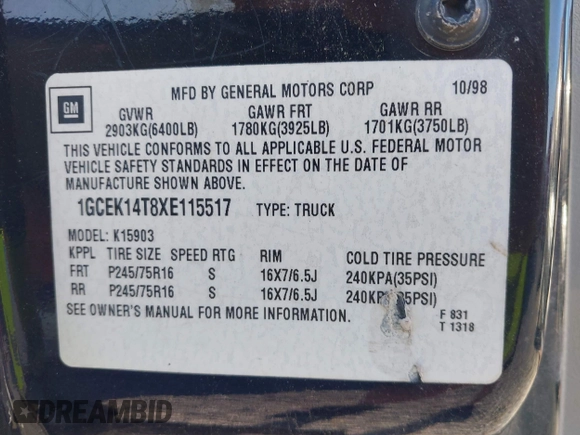 MFD BY GENERAL MOTORS CORP 10/98
GM
GVWR GAWR FRT GAWR RR
2903KG(6400LB) 1780KG(3925LB) 1701KG(3750LB)
THIS VEHICLE CONFORMS TO ALL APPLICABLE U.S. FEDERAL MOTOR
VEHICLE SAFETY STANDARDS IN EFFECT ON THE DATE OF
MANUFACTURE SHOWN ABOVE.
1GCEK14T8XE115517 TYPE: TRUCK
MODEL: K15903
KPPL TIRE SIZE SPEED RTG RIM COLD TIRE PRESSURE
FRT P245/75R16 S 16X7/6.5J 240KPA(35PSI)
RR P245/75R16 S 16X7/6.5J
SEE OWNER'S MANUAL FOR MORE INFORMATION.
F 831
T 1318
DREAMBID